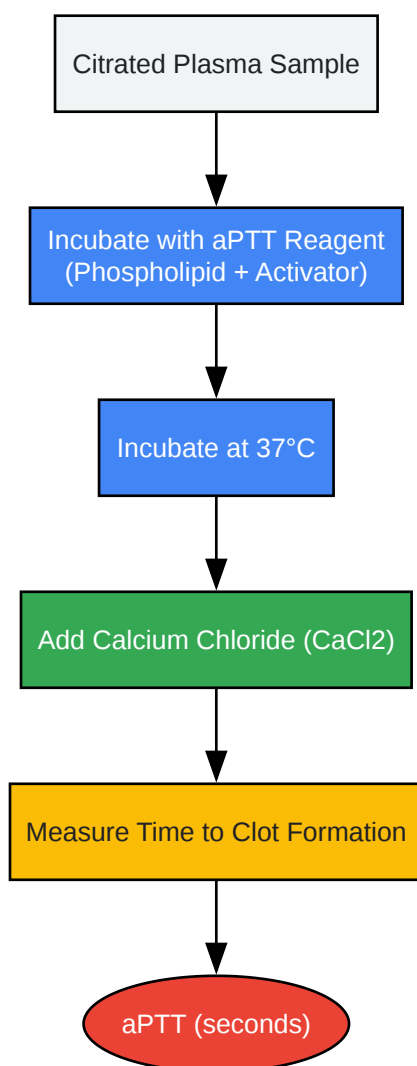 Citrated Plasma Sample
Incubate with aPTT Reagent
(Phospholipid + Activator)
Incubate at 37°C
Add Calcium Chloride (CaCl2)
Measure Time to Clot Formation
aPTT (seconds)